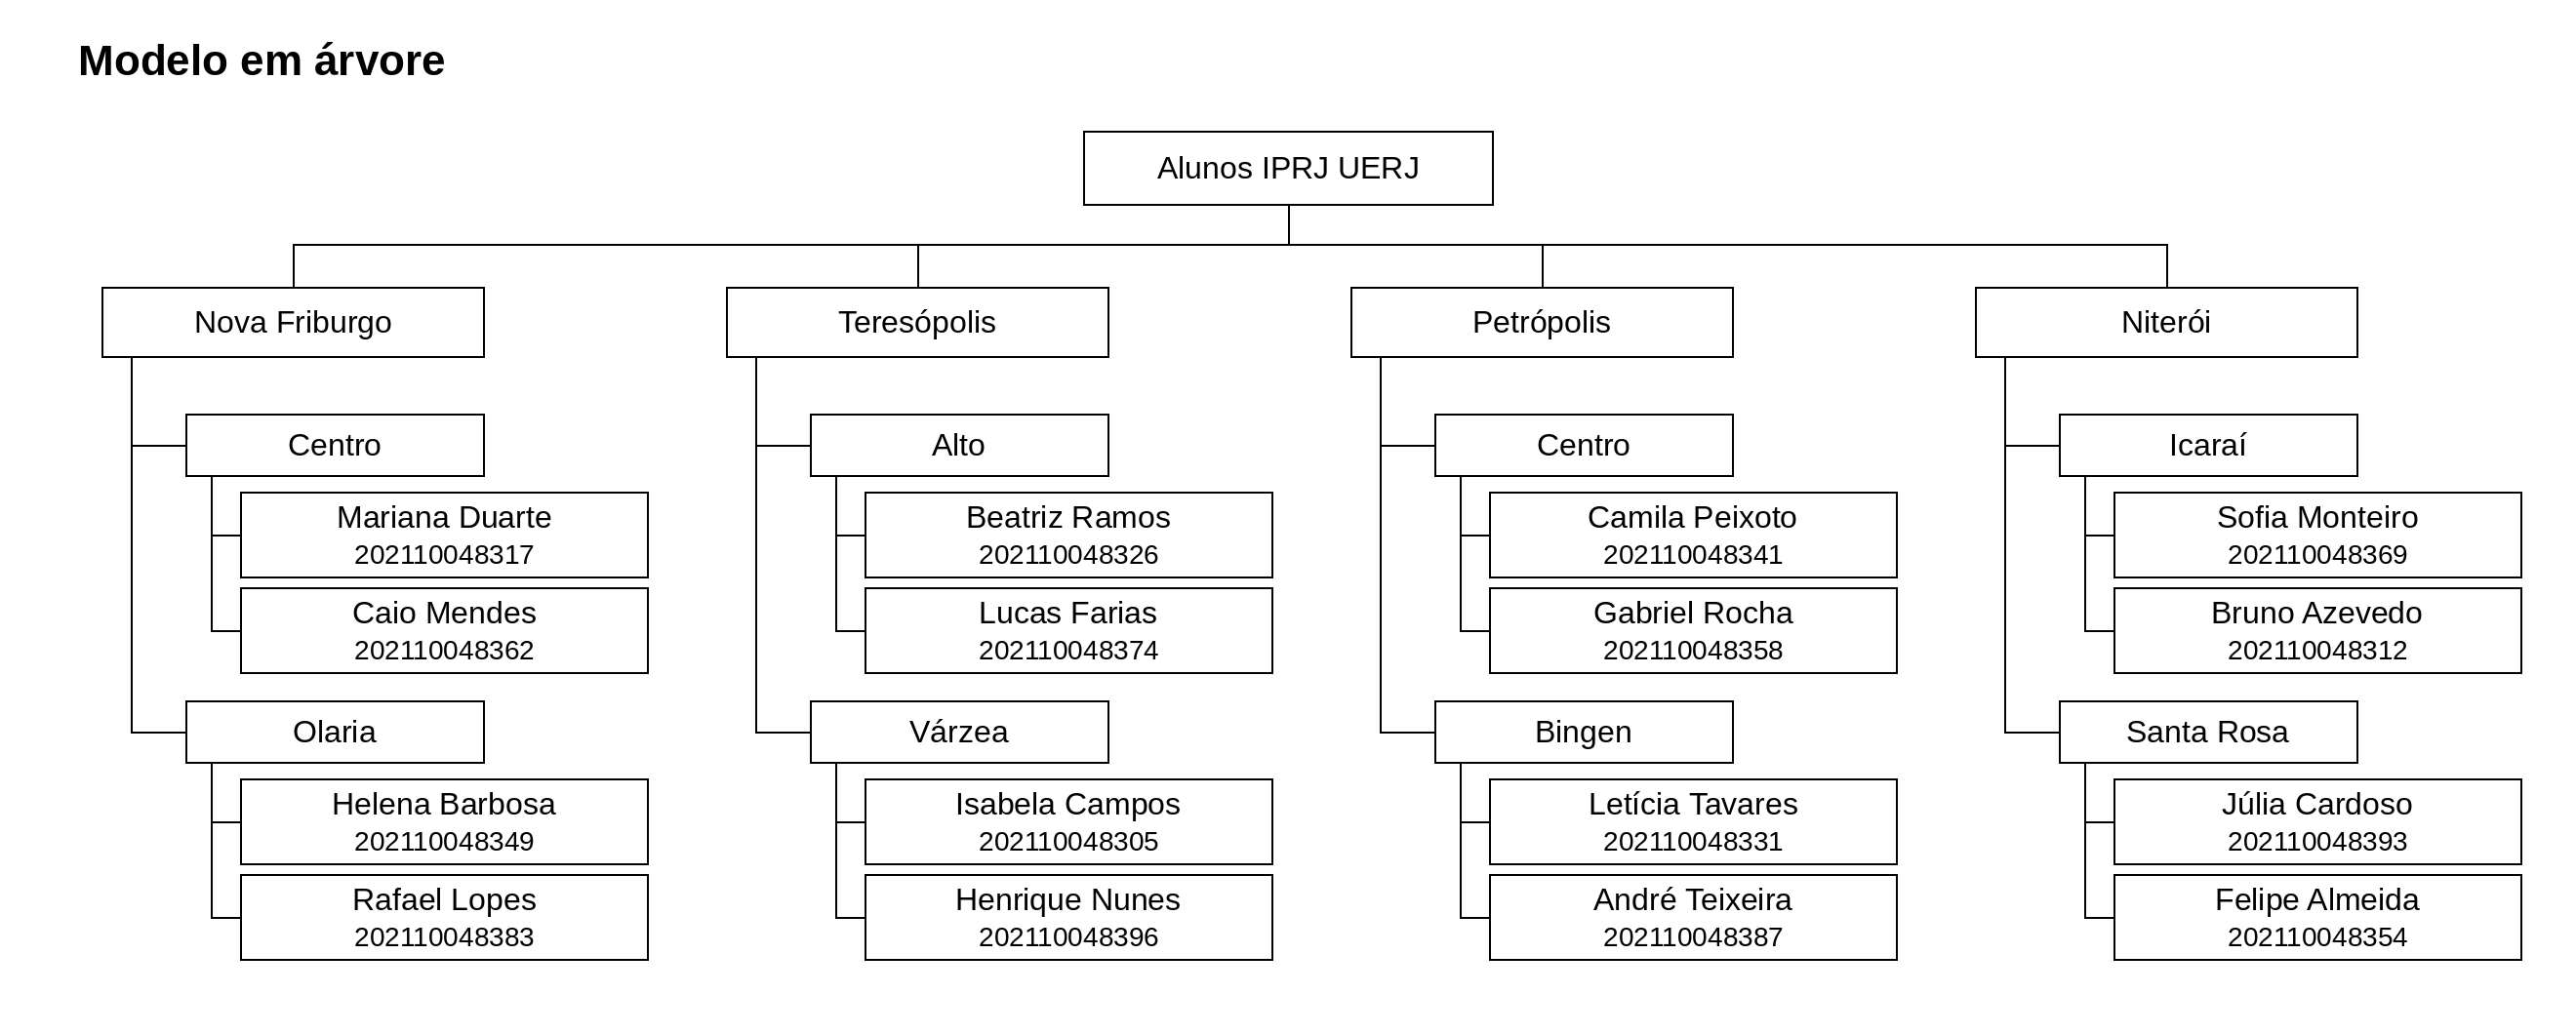 Modelo em árvore
Alunos IPRJ UERJ
Nova Friburgo
Centro
Mariana Duarte
202110048317
Caio Mendes
202110048362
Olaria
Helena Barbosa
202110048349
Rafael Lopes
202110048383
Teresópolis
Alto
Beatriz Ramos
202110048326
Lucas Farias
202110048374
Várzea
Isabela Campos
202110048305
Henrique Nunes
202110048396
Petrópolis
Centro
Camila Peixoto
202110048341
Gabriel Rocha
202110048358
Bingen
Letícia Tavares
202110048331
André Teixeira
202110048387
Niterói
Icaraí
Sofia Monteiro
202110048369
Bruno Azevedo
202110048312
Santa Rosa
Júlia Cardoso
202110048393
Felipe Almeida
202110048354